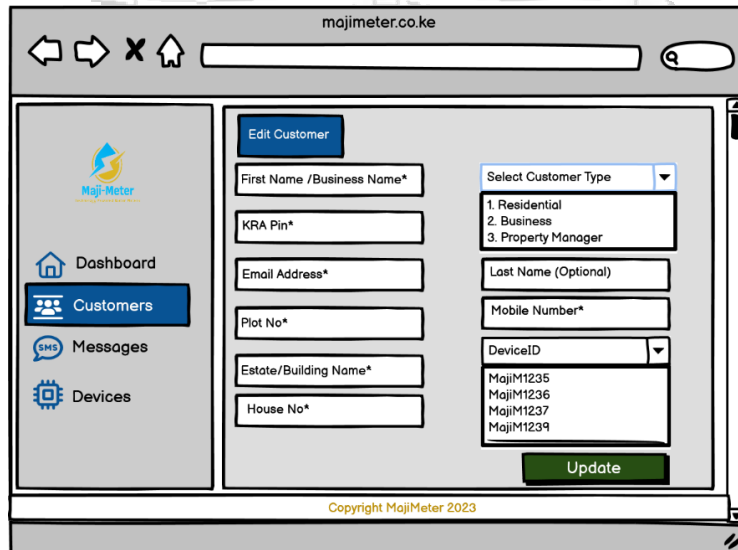 majimeter.co.ke
Maji-Meter
Dashboard
Customers
SMS
Messages
Devices
Edit Customer
First Name /Business Name*
Select Customer Type
1. Residential
2. Business
3. Property Manager
KRA Pin*
Email Address*
Last Name (Optional)
Plot No*
Mobile Number*
Estate/Building Name*
DeviceID
MajiM1235
MajiM1236
MajiM1237
MajiM1239
House No*
Update
Copyright MajiMeter 2023